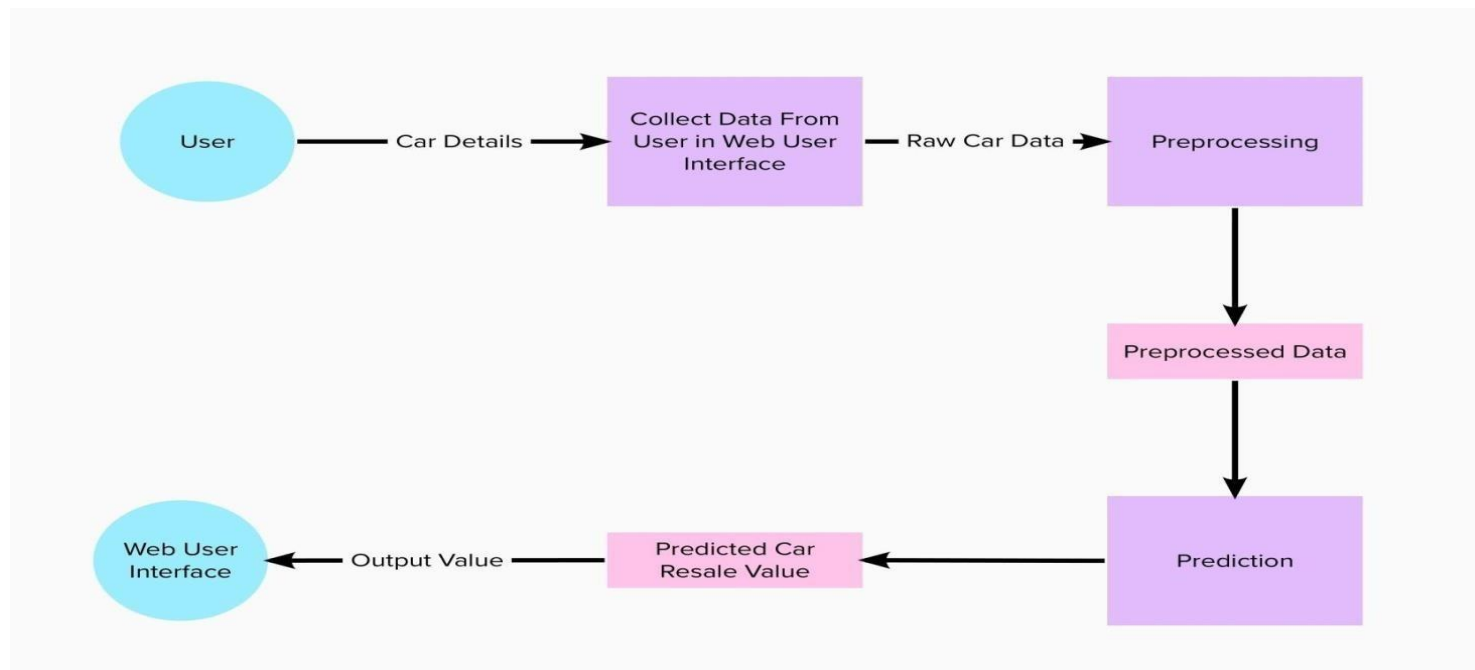 User
Car Details
Collect Data From
User in Web User
Interface
Raw Car Data
Preprocessing
Preprocessed Data
Prediction
Predicted Car
Resale Value
Output Value
Web User
Interface